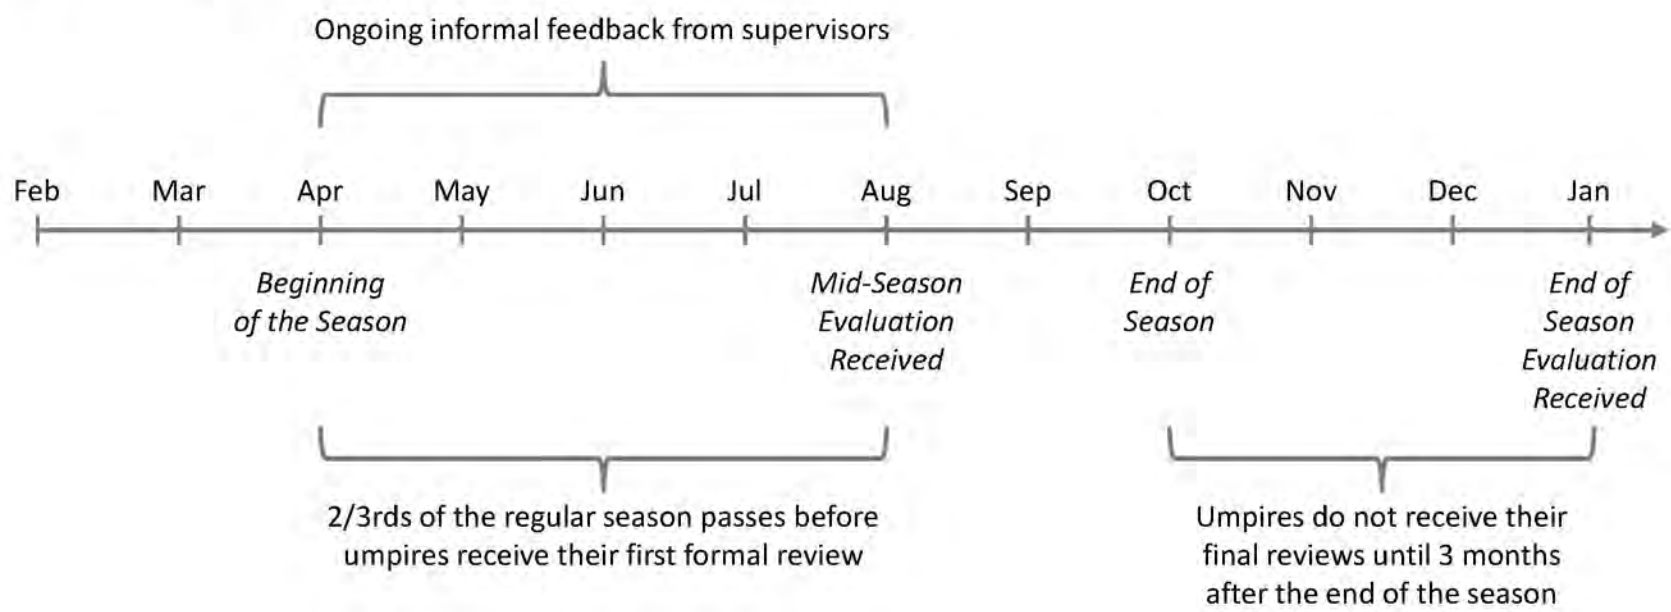 Ongoing informal feedback from supervisors
Feb Mar Apr May Jun Jul Aug Sep Oct Nov Dec Jan
Beginning
of the Season
Mid-Season
Evaluation
Received
End of
Season
End of
Season
Evaluation
Received
2/3rds of the regular season passes before
umpires receive their first formal review
Umpires do not receive their
final reviews until 3 months
after the end of the season